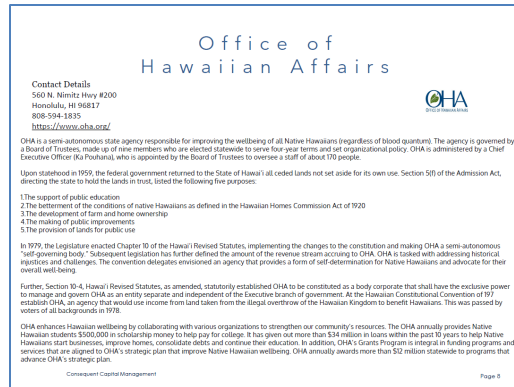 Office of
Hawaiian Affairs
Contact Details
560 N. Nimitz Hwy #200
Honolulu, HI 96817
808-594-1835
https://www.oha.org/
OHA
OFFICE OF HAWAIIAN AFFAIRS
OHA is a semi-autonomous state agency responsible for improving the wellbeing of all Native Hawaiians (regardless of blood quantum). The agency is governed by
a Board of Trustees, made up of nine members who are elected statewide to serve four-year terms and set organizational policy. OHA is administered by a Chief
Executive Officer (Ka Pouhana), who is appointed by the Board of Trustees to oversee a staff of about 170 people.
Upon statehood in 1959, the federal government returned to the State of Hawai'i all ceded lands not set aside for its own use. Section 5(f) of the Admission Act,
directing the state to hold the lands in trust, listed the following five purposes:
1.The support of public education
2.The betterment of the conditions of native Hawaiians as defined in the Hawaiian Homes Commission Act of 1920
3.The development of farm and home ownership
4.The making of public improvements
5.The provision of lands for public use
In 1979, the Legislature enacted Chapter 10 of the Hawai'i Revised Statutes, implementing the changes to the constitution and making OHA a semi-autonomous
"self-governing body." Subsequent legislation has further defined the amount of the revenue stream accruing to OHA. OHA is tasked with addressing historical
injustices and challenges. The convention delegates envisioned an agency that provides a form of self-determination for Native Hawaiians and advocate for their
overall well-being.
Further, Section 10-4, Hawai'i Revised Statutes, as amended, statutorily established OHA to be constituted as a body corporate that shall have the exclusive power
to manage and govern OHA as an entity separate and independent of the Executive branch of government. At the Hawaiian Constitutional Convention of 197
establish OHA, an agency that would use income from land taken from the illegal overthrow of the Hawaiian Kingdom to benefit Hawaiians. This was passed by
voters of all backgrounds in 1978.
OHA enhances Hawaiian wellbeing by collaborating with various organizations to strengthen our community's resources. The OHA annually provides Native
Hawaiian students $500,000 in scholarship money to help pay for college. It has given out more than $34 million in loans within the past 10 years to help Native
Hawaiians start businesses, improve homes, consolidate debts and continue their education. In addition, OHA's Grants Program is integral in funding programs and
services that are aligned to OHA's strategic plan that improve Native Hawaiian wellbeing. OHA annually awards more than $12 million statewide to programs that
advance OHA's strategic plan.
Consequent Capital Management
Page 8